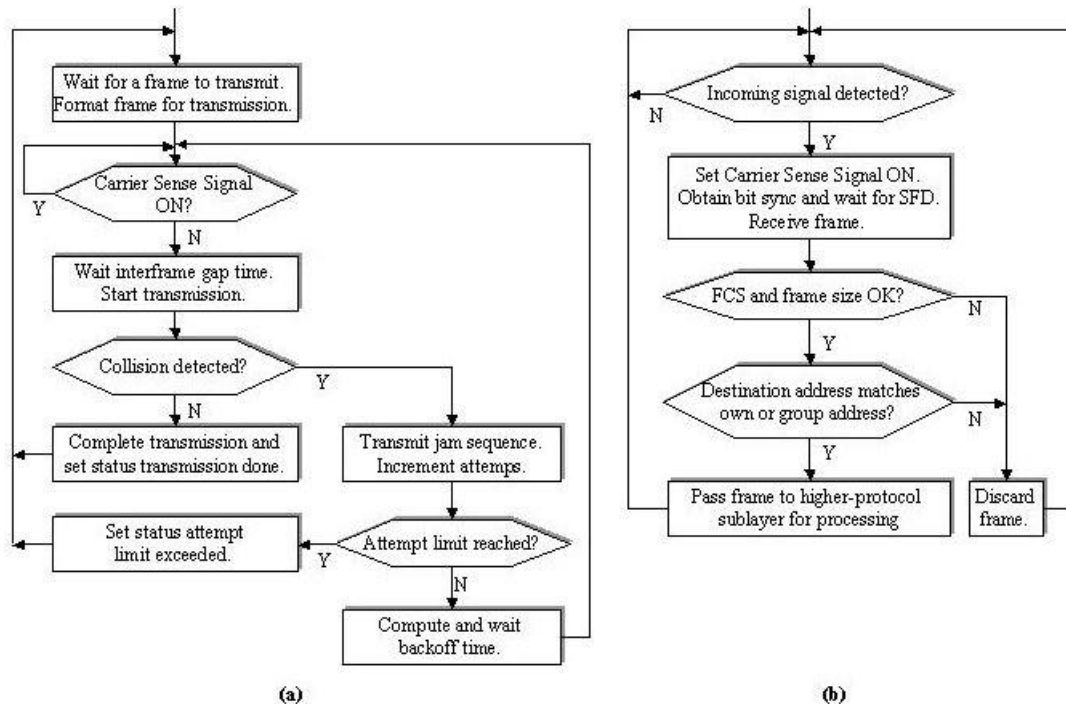 Wait for a frame to transmit.
Format frame for transmission.
Carrier Sense Signal
ON?
Y
N
Wait interframe gap time.
Start transmission.
Collision detected?
Y
N
Complete transmission and
set status transmission done.
Transmit jam sequence.
Increment attemps.
Set status attempt
limit exceeded.
Y
Attempt limit reached?
N
Compute and wait
backoff time.
(a)
Incoming signal detected?
N
Y
Set Carrier Sense Signal ON.
Obtain bit sync and wait for SFD.
Receive frame.
FCS and frame size OK?
N
Y
Destination address matches
own or group address?
N
Y
Pass frame to higher-protocol
sublayer for processing
Discard
frame.
(b)